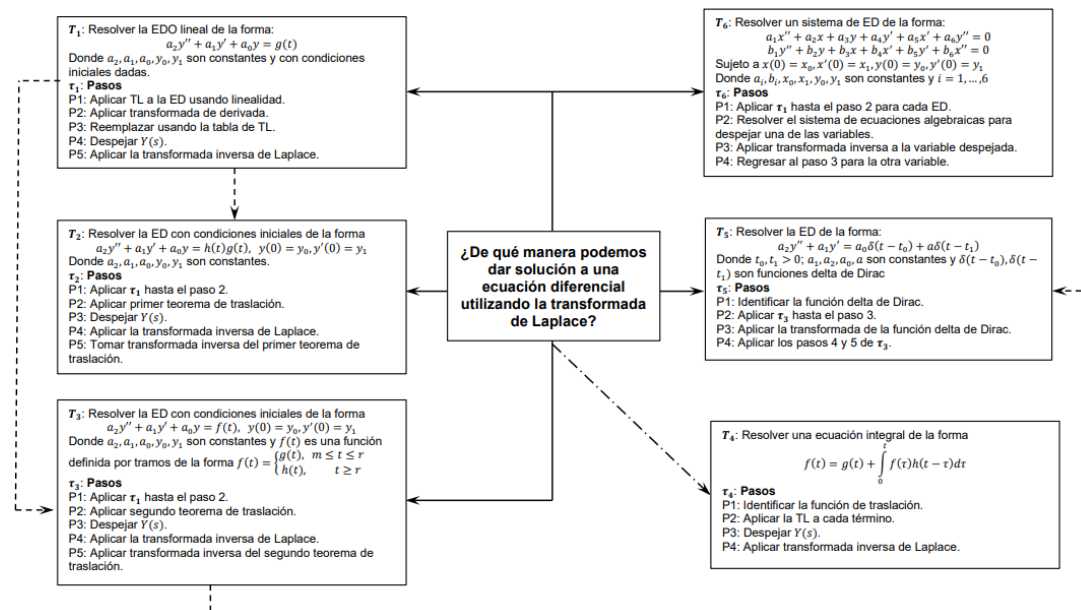 T₁: Resolver la EDO lineal de la forma:
a₂y′′ + a₁y′ + a₀y = g(t)
Donde a₂, a₁, a₀, y₀, y₁ son constantes y con condiciones
iniciales dadas.
τ₁: Pasos
P1: Aplicar TL a la ED usando linealidad.
P2: Aplicar transformada de derivada.
P3: Reemplazar usando la tabla de TL.
P4: Despejar Y(s).
P5: Aplicar la transformada inversa de Laplace.
T₂: Resolver la ED con condiciones iniciales de la forma
a₂y′′ + a₁y′ + a₀y = h(t)g(t), y(0) = y₀, y′(0) = y₁
Donde a₂, a₁, a₀, y₀, y₁ son constantes.
τ₂: Pasos
P1: Aplicar τ₁ hasta el paso 2.
P2: Aplicar primer teorema de traslación.
P3: Despejar Y(s).
P4: Aplicar la transformada inversa de Laplace.
P5: Tomar transformada inversa del primer teorema de
traslación.
T₃: Resolver la ED con condiciones iniciales de la forma
a₂y′′ + a₁y′ + a₀y = f(t), y(0) = y₀, y′(0) = y₁
Donde a₂, a₁, a₀, y₀, y₁ son constantes y f(t) es una función
definida por tramos de la forma f(t) = {g(t), m ≤ t ≤ r
h(t), t ≥ r
τ₃: Pasos
P1: Aplicar τ₁ hasta el paso 2.
P2: Aplicar segundo teorema de traslación.
P3: Despejar Y(s).
P4: Aplicar la transformada inversa de Laplace.
P5: Aplicar transformada inversa del segundo teorema de
traslación.
¿De qué manera podemos
dar solución a una
ecuación diferencial
utilizando la transformada
de Laplace?
T₆: Resolver un sistema de ED de la forma:
a₁x′′ + a₂x + a₃y + a₄y′ + a₅x′ + a₆y′′ = 0
b₁y′′ + b₂y + b₃x + b₄x′ + b₅y′ + b₆x′′ = 0
Sujeto a x(0) = x₀, x′(0) = x₁, y(0) = y₀, y′(0) = y₁
Donde aᵢ, bᵢ, x₀, x₁, y₀, y₁ son constantes y i = 1, … ,6
τ₆: Pasos
P1: Aplicar τ₁ hasta el paso 2 para cada ED.
P2: Resolver el sistema de ecuaciones algebraicas para
despejar una de las variables.
P3: Aplicar transformada inversa a la variable despejada.
P4: Regresar al paso 3 para la otra variable.
T₅: Resolver la ED de la forma
a₂y′′ + a₁y′ = a₀δ(t − t₀) + aδ(t − t₁)
Donde t₀, t₁ > 0; a₁, a₂, a₀, a son constantes y δ(t − t₀), δ(t −
t₁) son funciones delta de Dirac
τ₅: Pasos
P1: Identificar la función delta de Dirac.
P2: Aplicar τ₃ hasta el paso 3.
P3: Aplicar la transformada de la función delta de Dirac.
P4: Aplicar los pasos 4 y 5 de τ₃.
T₄: Resolver una ecuación integral de la forma
f(t) = g(t) + ∫₀ᵗ f(τ)h(t − τ)dτ
τ₄: Pasos
P1: Identificar la función de traslación.
P2: Aplicar la TL a cada término.
P3: Despejar Y(s).
P4: Aplicar transformada inversa de Laplace.